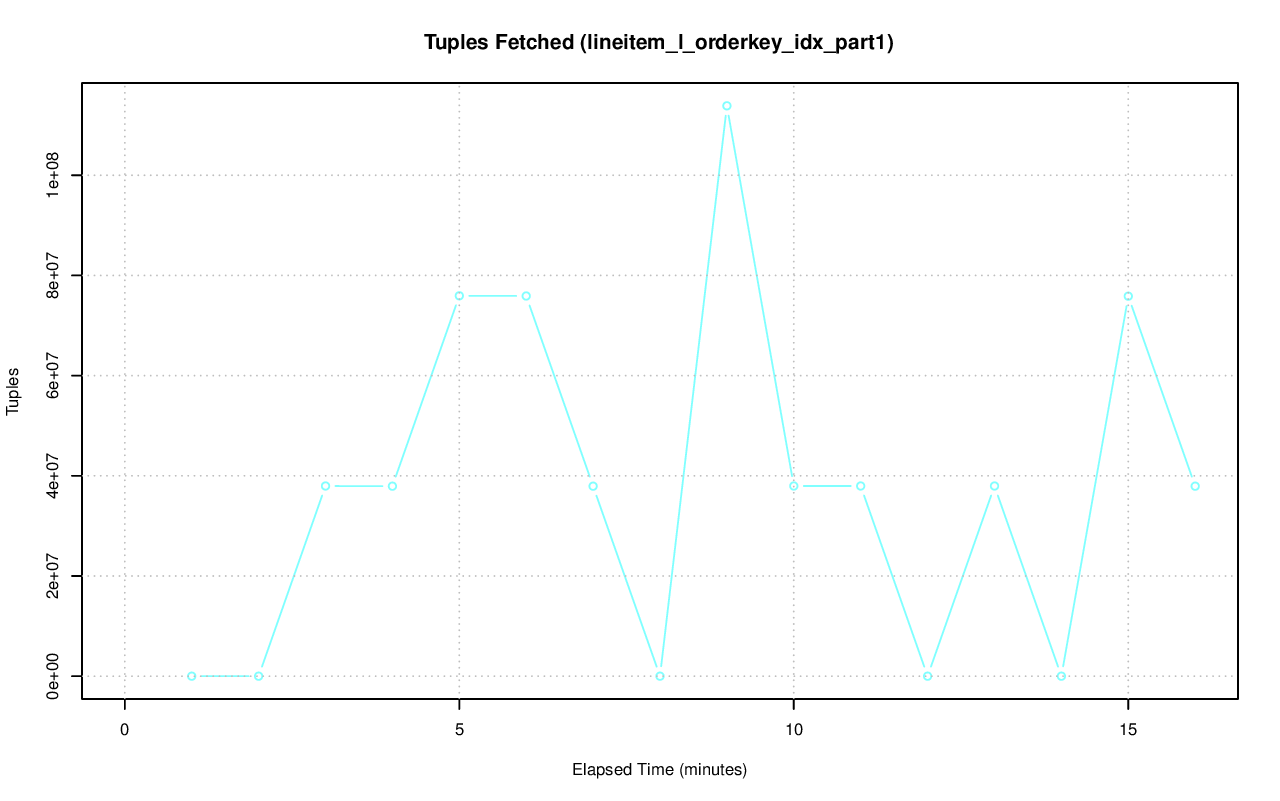 Tuples Fetched (lineitem_l_orderkey_idx_part1)
1e+08
8e+07
6e+07
4e+07
2e+07
0e+00
Tuples
0 5 10 15
Elapsed Time (minutes)